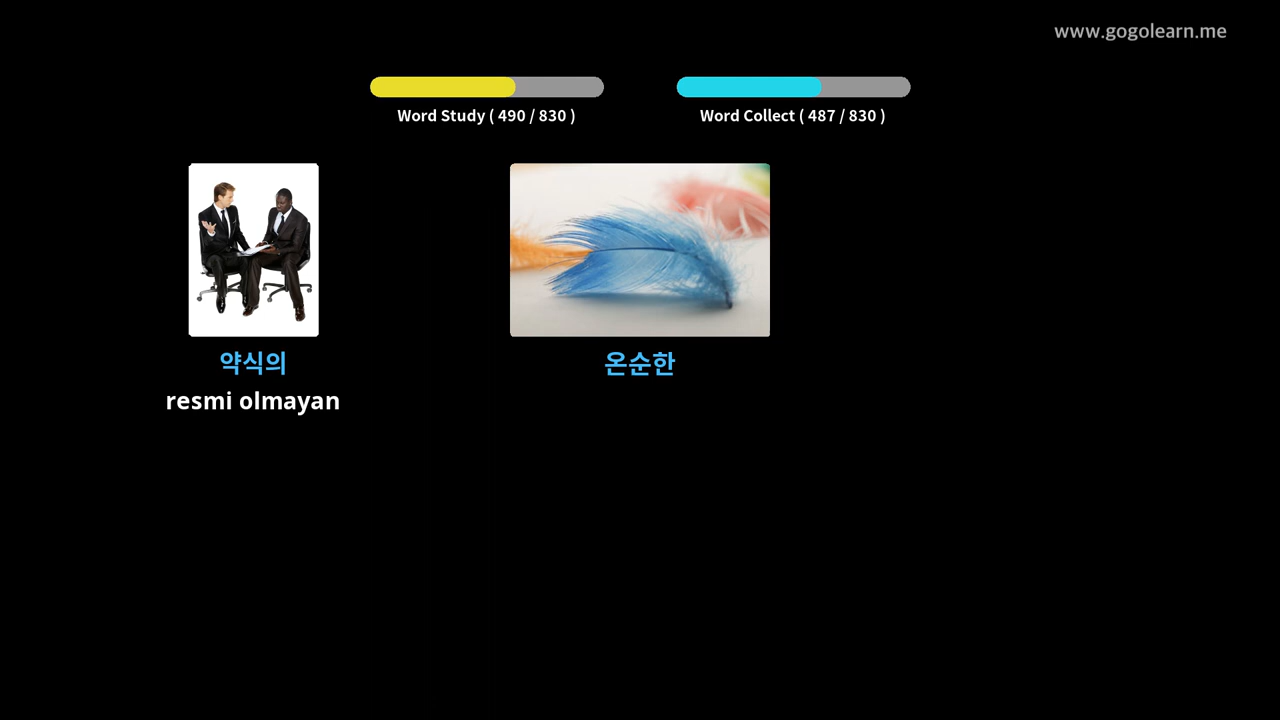 www.gogolearn.me
Word Study ( 490 / 830 )
Word Collect ( 487 / 830 )
약식의
resmi olmayan
온순한